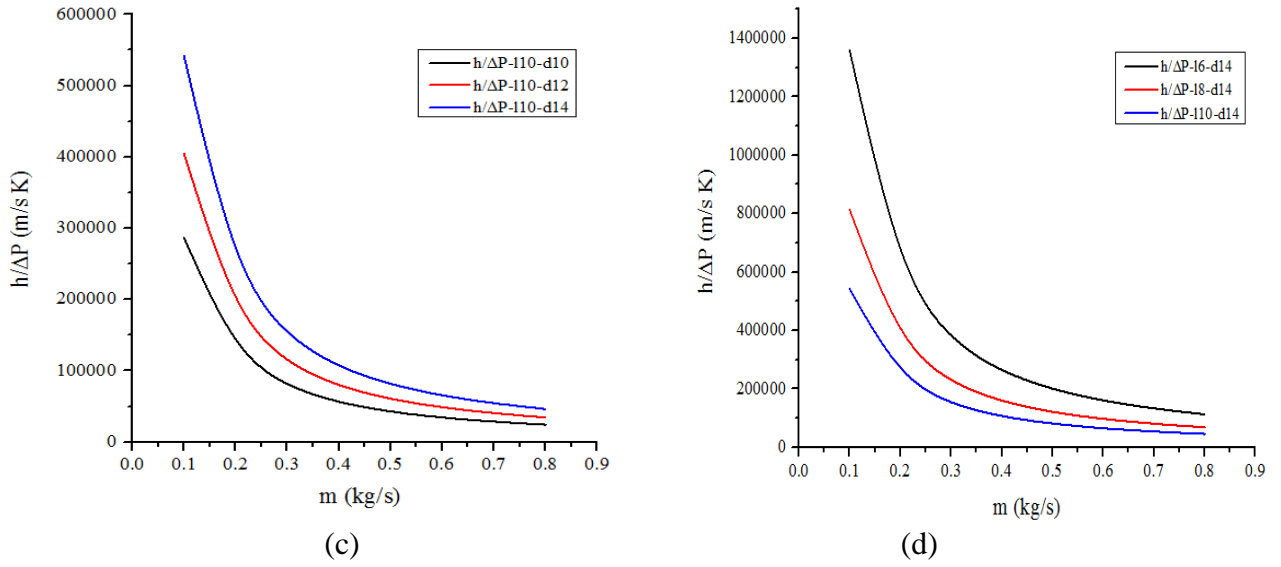 600000
500000
400000
300000
200000
100000
0
h/ΔP (m/s K)
h/ΔP-l10-d10
h/ΔP-l10-d12
h/ΔP-l10-d14
0.0 0.1 0.2 0.3 0.4 0.5 0.6 0.7 0.8 0.9
m (kg/s)
(c)
1400000
1200000
1000000
800000
600000
400000
200000
0
h/ΔP (m/s K)
h/ΔP-l6-d14
h/ΔP-l8-d14
h/ΔP-l10-d14
0.0 0.1 0.2 0.3 0.4 0.5 0.6 0.7 0.8 0.9
m (kg/s)
(d)